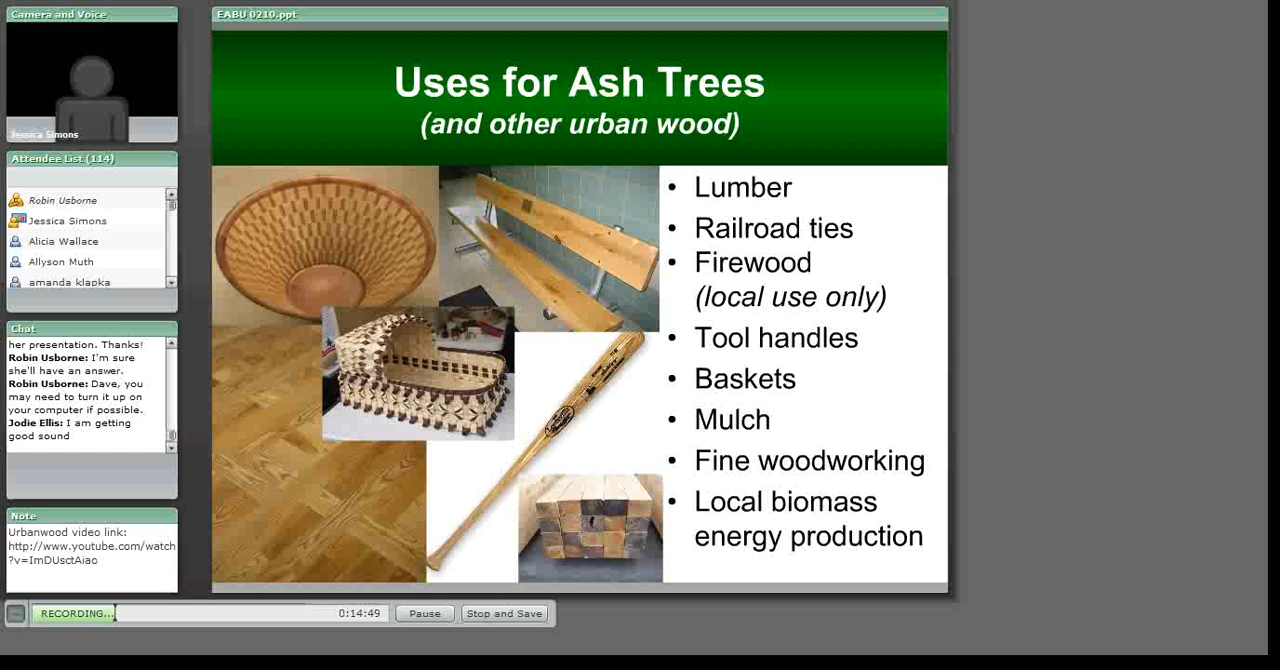 Camera and Voice
Jessica Simons
Attendee List (114)
Robin Usborne
Jessica Simons
Alicia Wallace
Allyson Muth
amanda klapka
Chat
her presentation. Thanks!
Robin Usborne: I'm sure
she'll have an answer.
Robin Usborne: Dave, you
may need to turn it up on
your computer if possible.
Jodie Ellis: I am getting
good sound
Note
Urbanwood video link:
http://www.youtube.com/watch
?v=ImDUsctAiao
EABU 0210.ppt
Uses for Ash Trees
(and other urban wood)
• Lumber
• Railroad ties
• Firewood
(local use only)
• Tool handles
• Baskets
• Mulch
• Fine woodworking
• Local biomass
energy production
RECORDING...
0:14:49
Pause
Stop and Save